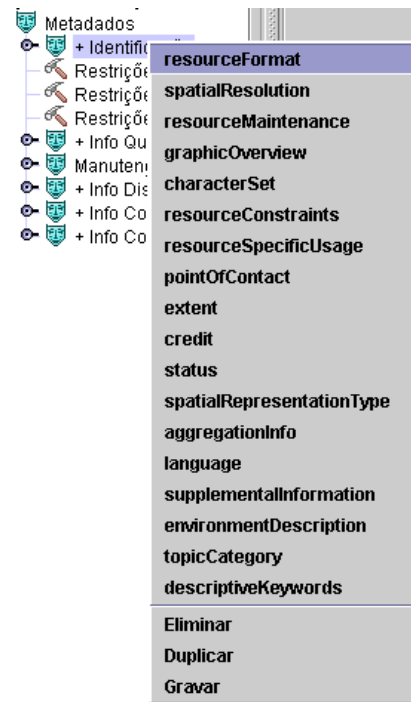 Metadados
+ Identific
Restriçõe
Restriçõe
Restriçõe
+ Info Qu
Manuten
+ Info Dis
+ Info Co
+ Info Co
resourceFormat
spatialResolution
resourceMaintenance
graphicOverview
characterSet
resourceConstraints
resourceSpecificUsage
pointOfContact
extent
credit
status
spatialRepresentationType
aggregationInfo
language
supplementalInformation
environmentDescription
topicCategory
descriptiveKeywords
Eliminar
Duplicar
Gravar